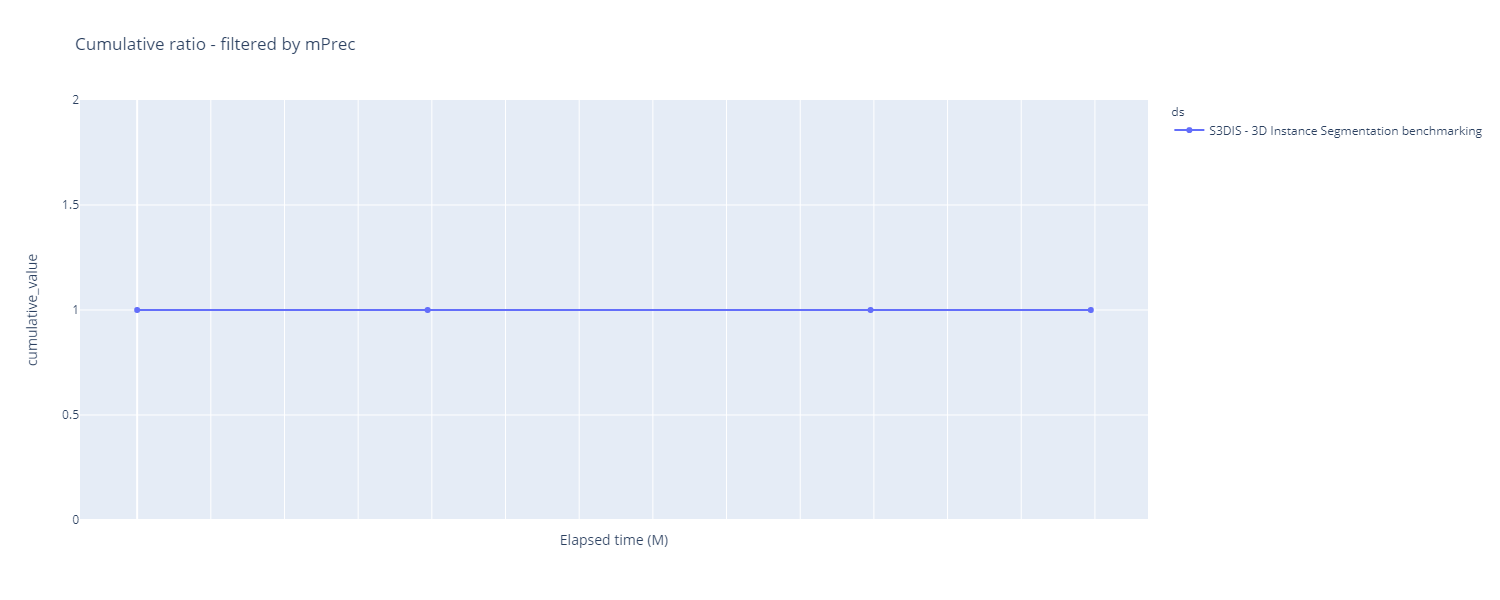 Cumulative ratio - filtered by mPrec
2
1.5
1
0.5
0
cumulative_value
Elapsed time (M)
ds
S3DIS - 3D Instance Segmentation benchmarking